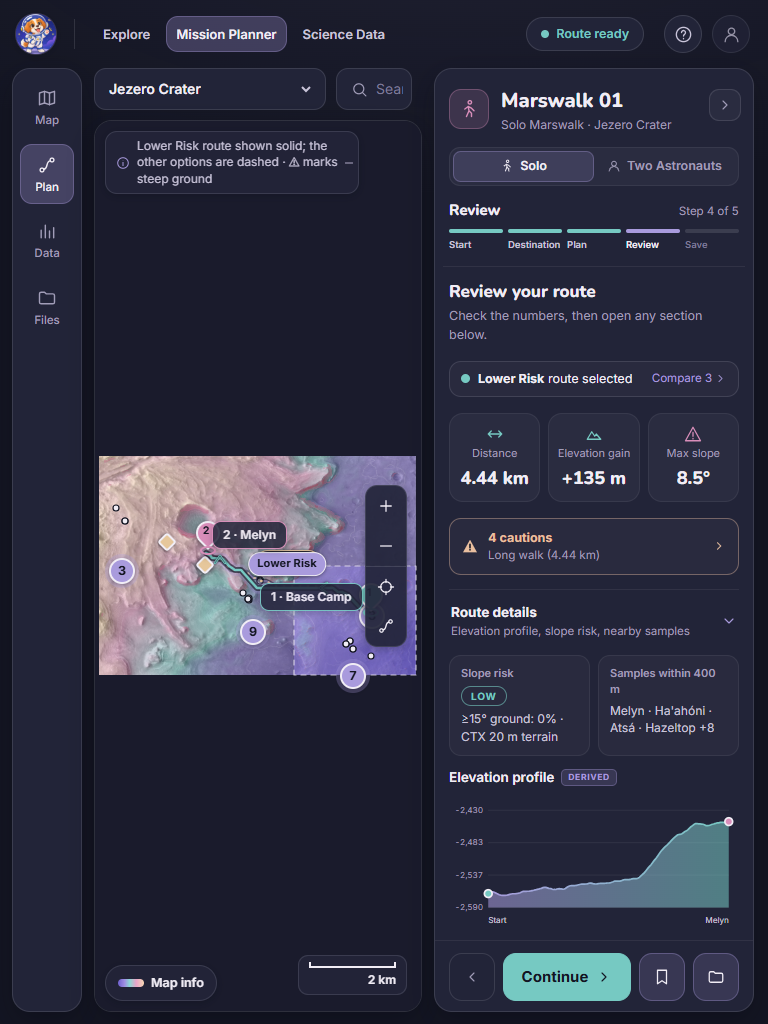 Explore
Mission Planner
Science Data
Route ready
Map
Plan
Data
Files
Jezero Crater
Lower Risk route shown solid; the
other options are dashed · ⚠ marks
steep ground
2
2 · Melyn
Lower Risk
3
1 · Base Camp
9
7
Map info
2 km
Marswalk 01
Solo Marswalk · Jezero Crater
Solo
Two Astronauts
Review
Step 4 of 5
Start
Destination
Plan
Review
Save
Review your route
Check the numbers, then open any section
below.
Lower Risk route selected
Compare 3
Distance
4.44 km
Elevation gain
+135 m
Max slope
8.5°
4 cautions
Long walk (4.44 km)
Route details
Elevation profile, slope risk, nearby samples
Slope risk
LOW
≥15° ground: 0% ·
CTX 20 m terrain
Samples within 400
m
Melyn · Ha'ahóni ·
Atsá · Hazeltop +8
Elevation profile
DERIVED
-2,430
-2,483
-2,537
-2,590
Start
Melyn
Continue